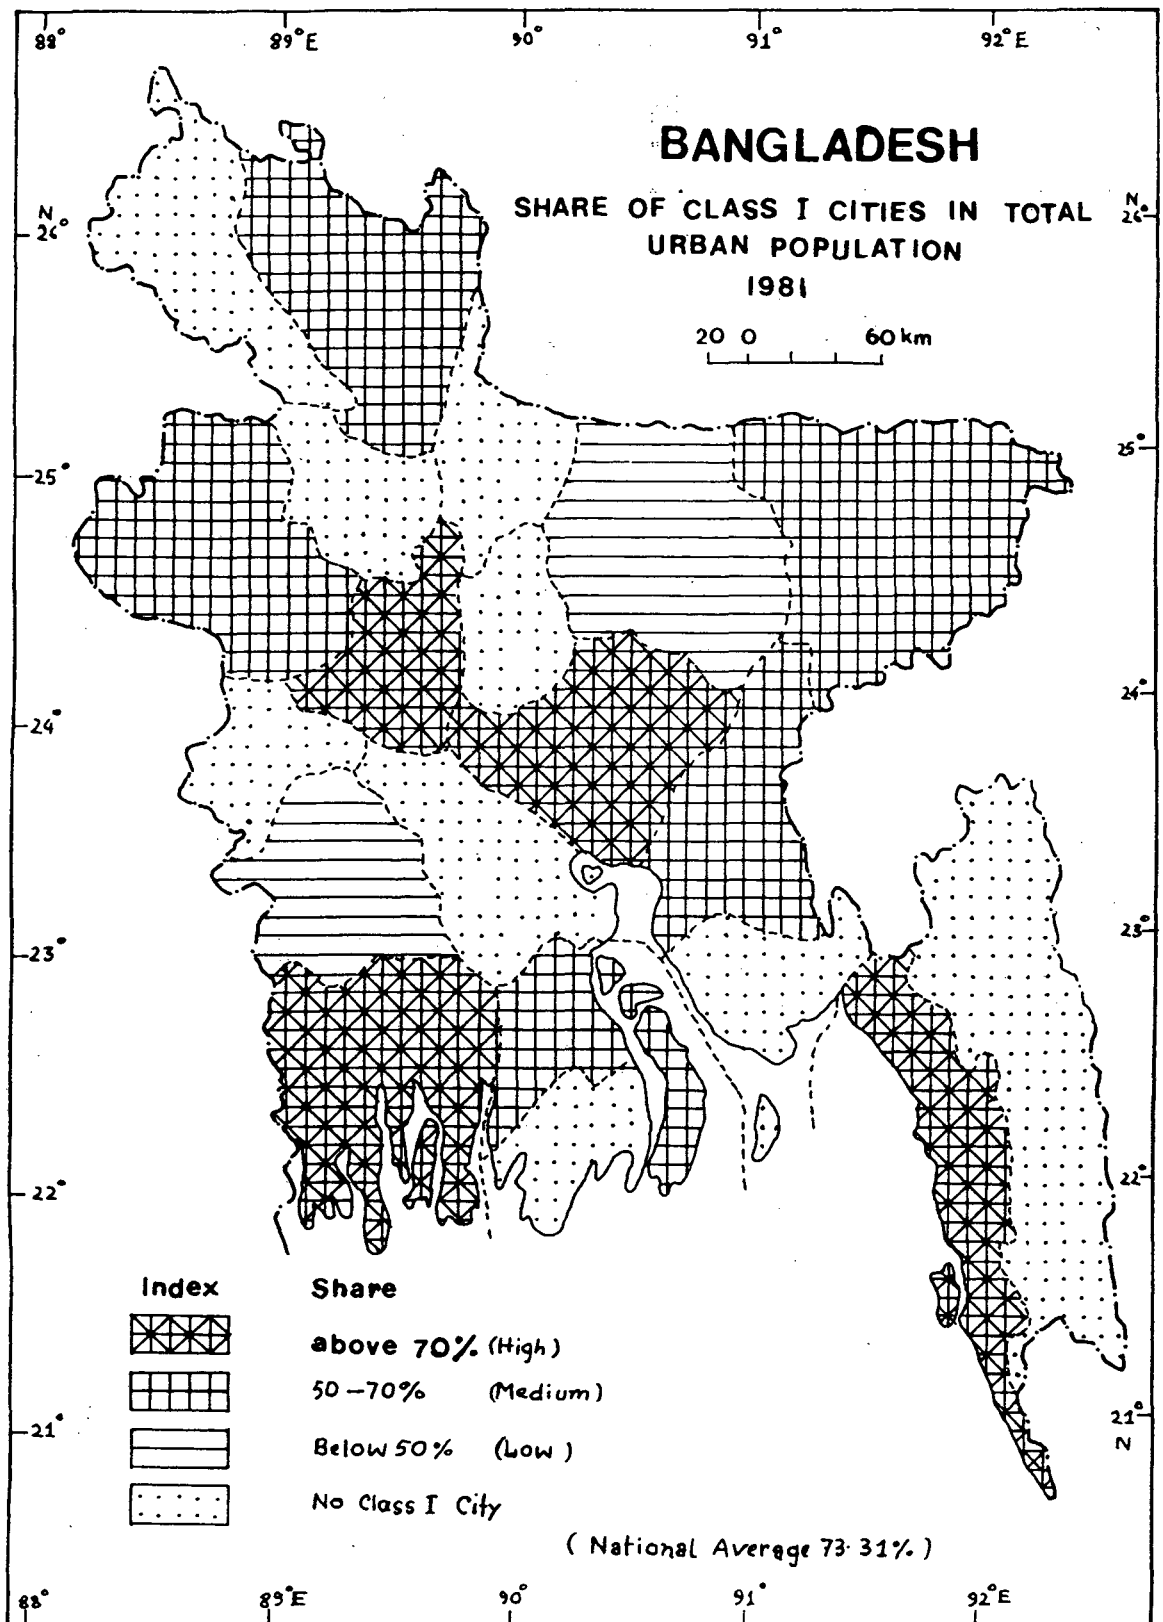 88° 89°E 90° 91° 92°E
BANGLADESH
SHARE OF CLASS I CITIES IN TOTAL
URBAN POPULATION
1981
20 0 60 km
N
26°
N
26°
25°
25°
24°
24°
23°
23°
22°
22°
21°
21°
N
Index Share
above 70% (High)
50-70% (Medium)
Below 50% (Low)
No Class I City
(National Average 73.31%)
88° 89°E 90° 91° 92°E